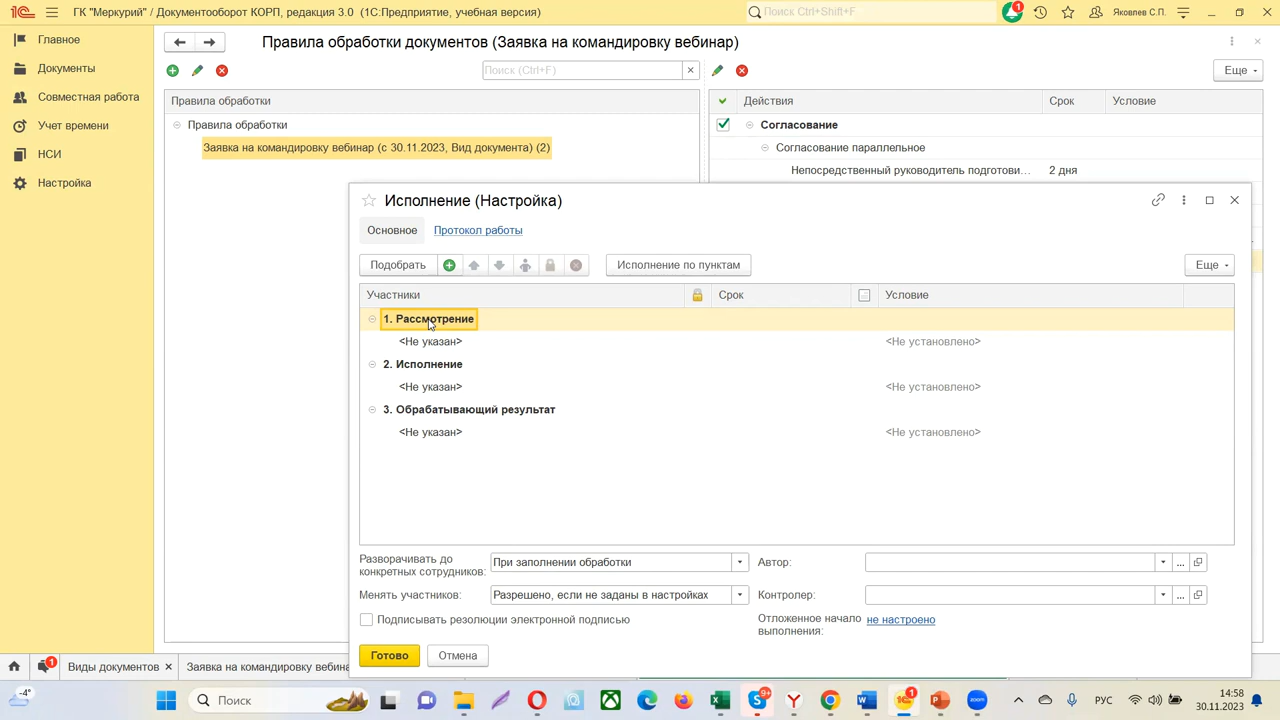 ГК "Меркурий" / Документооборот КОРП, редакция 3.0 (1С:Предприятие, учебная версия)
Поиск Ctrl+Shift+F
1
Яковлев С.П.
Главное
Документы
Совместная работа
Учет времени
НСИ
Настройка
Правила обработки документов (Заявка на командировку вебинар)
Поиск (Ctrl+F)
Еще
Правила обработки
Правила обработки
Заявка на командировку вебинар (с 30.11.2023, Вид документа) (2)
Действия
Срок
Условие
Согласование
Согласование параллельное
Непосредственный руководитель подготови...
2 дня
Исполнение (Настройка)
Основное
Протокол работы
Подобрать
Исполнение по пунктам
Еще
Участники
Срок
Условие
1. Рассмотрение
<Не указан>
<Не установлено>
2. Исполнение
<Не указан>
<Не установлено>
3. Обрабатывающий результат
<Не указан>
<Не установлено>
Разворачивать до
конкретных сотрудников:
При заполнении обработки
Автор:
Менять участников:
Разрешено, если не заданы в настройках
Контролер:
Подписывать резолюции электронной подписью
Отложенное начало
выполнения:
не настроено
Готово
Отмена
1
Виды документов
Заявка на командировку вебина
-4°
Поиск
9+
1
РУС
14:58
30.11.2023